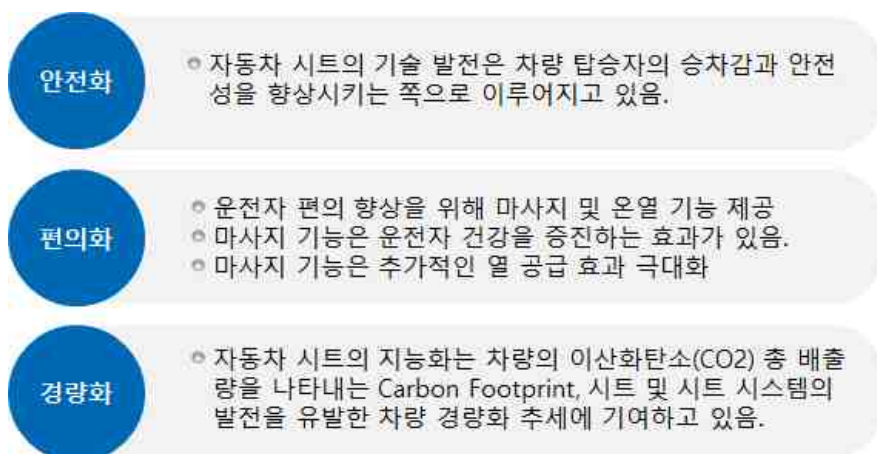 안전화
자동차 시트의 기술 발전은 차량 탑승자의 승차감과 안전
성을 향상시키는 쪽으로 이루어지고 있음.
편의화
운전자 편의 향상을 위해 마사지 및 온열 기능 제공
마사지 기능은 운전자 건강을 증진하는 효과가 있음.
마사지 기능은 추가적인 열 공급 효과 극대화
경량화
자동차 시트의 지능화는 차량의 이산화탄소(CO2) 총 배출
량을 나타내는 Carbon Footprint, 시트 및 시트 시스템의
발전을 유발한 차량 경량화 추세에 기여하고 있음.